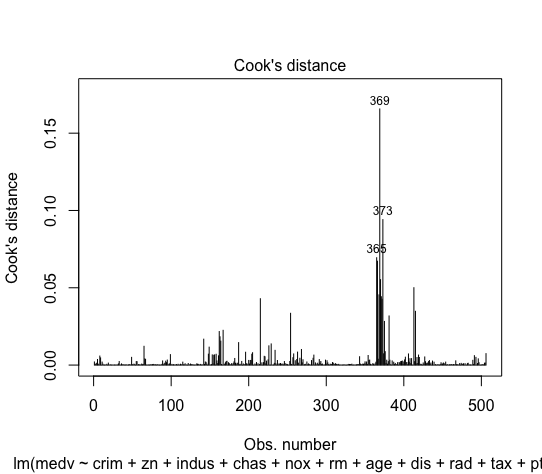 Cook's distance
369
373
365
Cook's distance
0.15
0.10
0.05
0.00
0 100 200 300 400 500
Obs. number
lm(medv ~ crim + zn + indus + chas + nox + rm + age + dis + rad + tax + pt